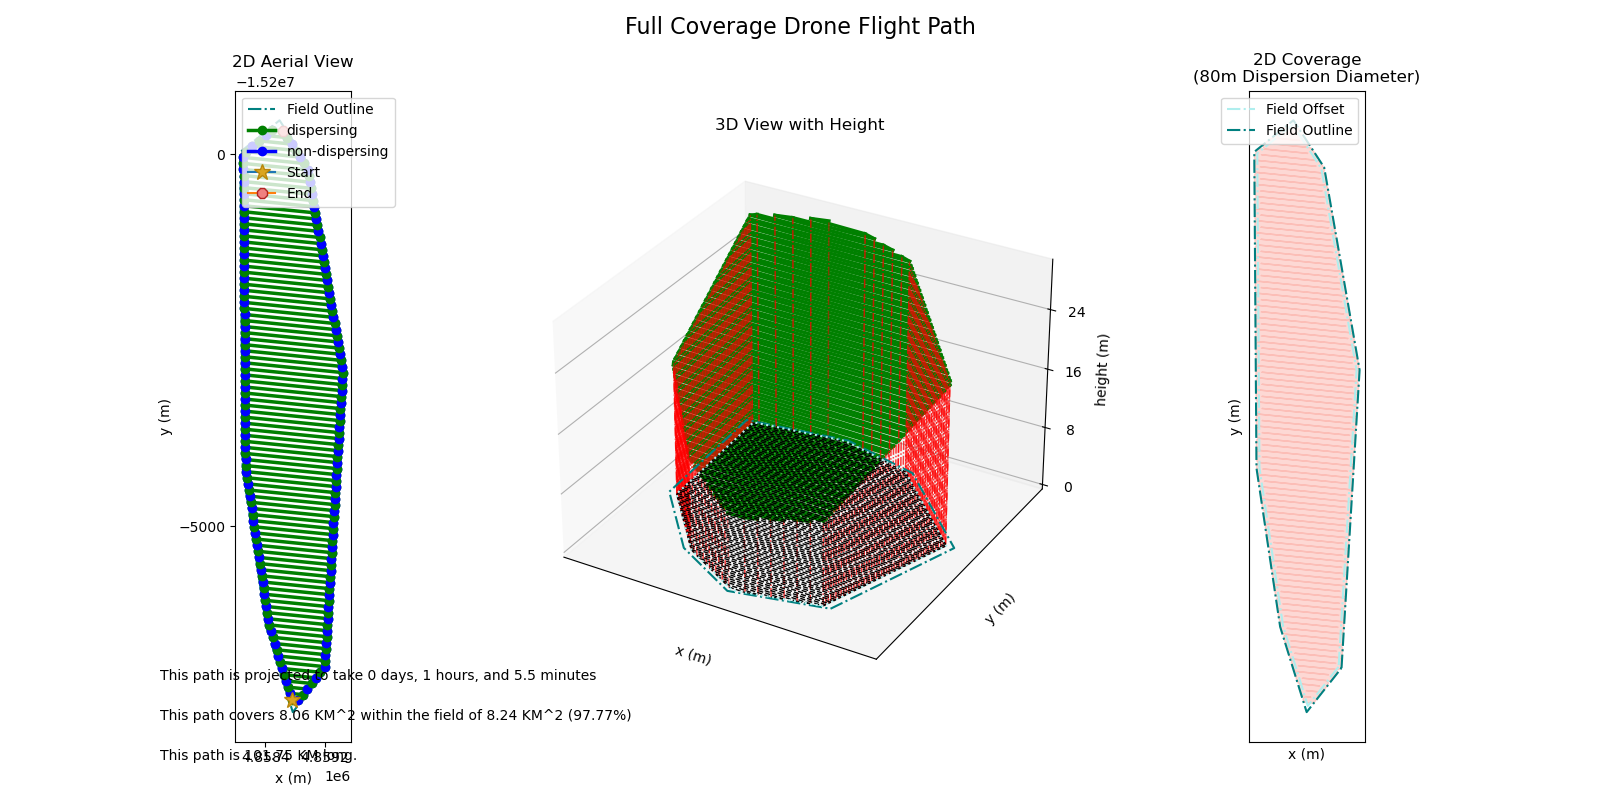 Full Coverage Drone Flight Path
2D Aerial View
−1.52e7
Field Outline
dispersing
non-dispersing
Start
End
0
−5000
y (m)
4.8584 4.8592
x (m)
1e6
3D View with Height
24
16
8
0
height (m)
y (m)
x (m)
2D Coverage
(80m Dispersion Diameter)
Field Offset
Field Outline
y (m)
x (m)
This path is projected to take 0 days, 1 hours, and 5.5 minutes
This path covers 8.06 KM^2 within the field of 8.24 KM^2 (97.77%)
This path is 101.75 KM long.